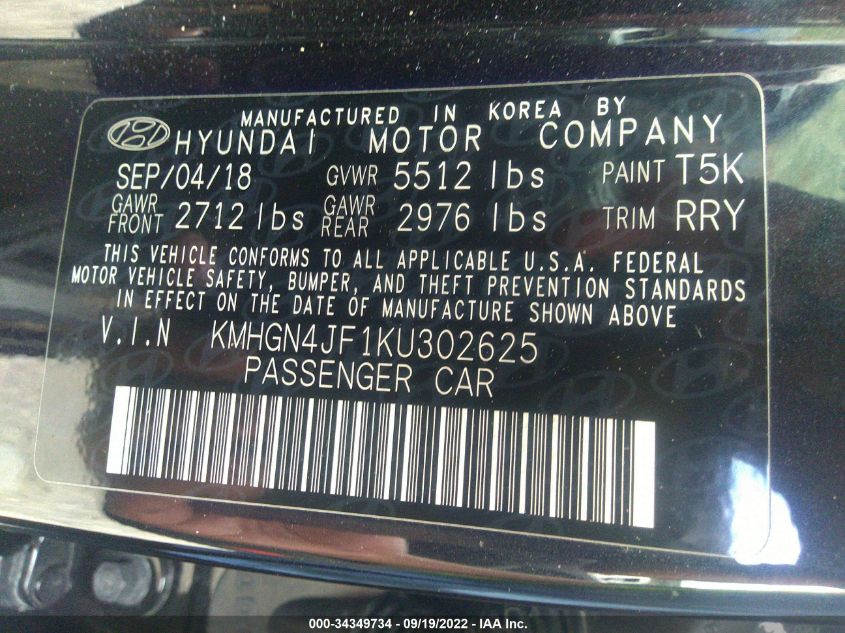 MANUFACTURED IN KOREA BY
HYUNDAI MOTOR COMPANY
SEP/04/18 GVWR 5512 lbs PAINT T5K
GAWR FRONT 2712 lbs GAWR REAR 2976 lbs TRIM RRY
THIS VEHICLE CONFORMS TO ALL APPLICABLE U.S.A. FEDERAL
MOTOR VEHICLE SAFETY, BUMPER, AND THEFT PREVENTION STANDARDS
IN EFFECT ON THE DATE OF MANUFACTURE SHOWN ABOVE
V.I.N KMHGN4JF1KU302625
PASSENGER CAR
000-34349734 - 09/19/2022 - IAA Inc.